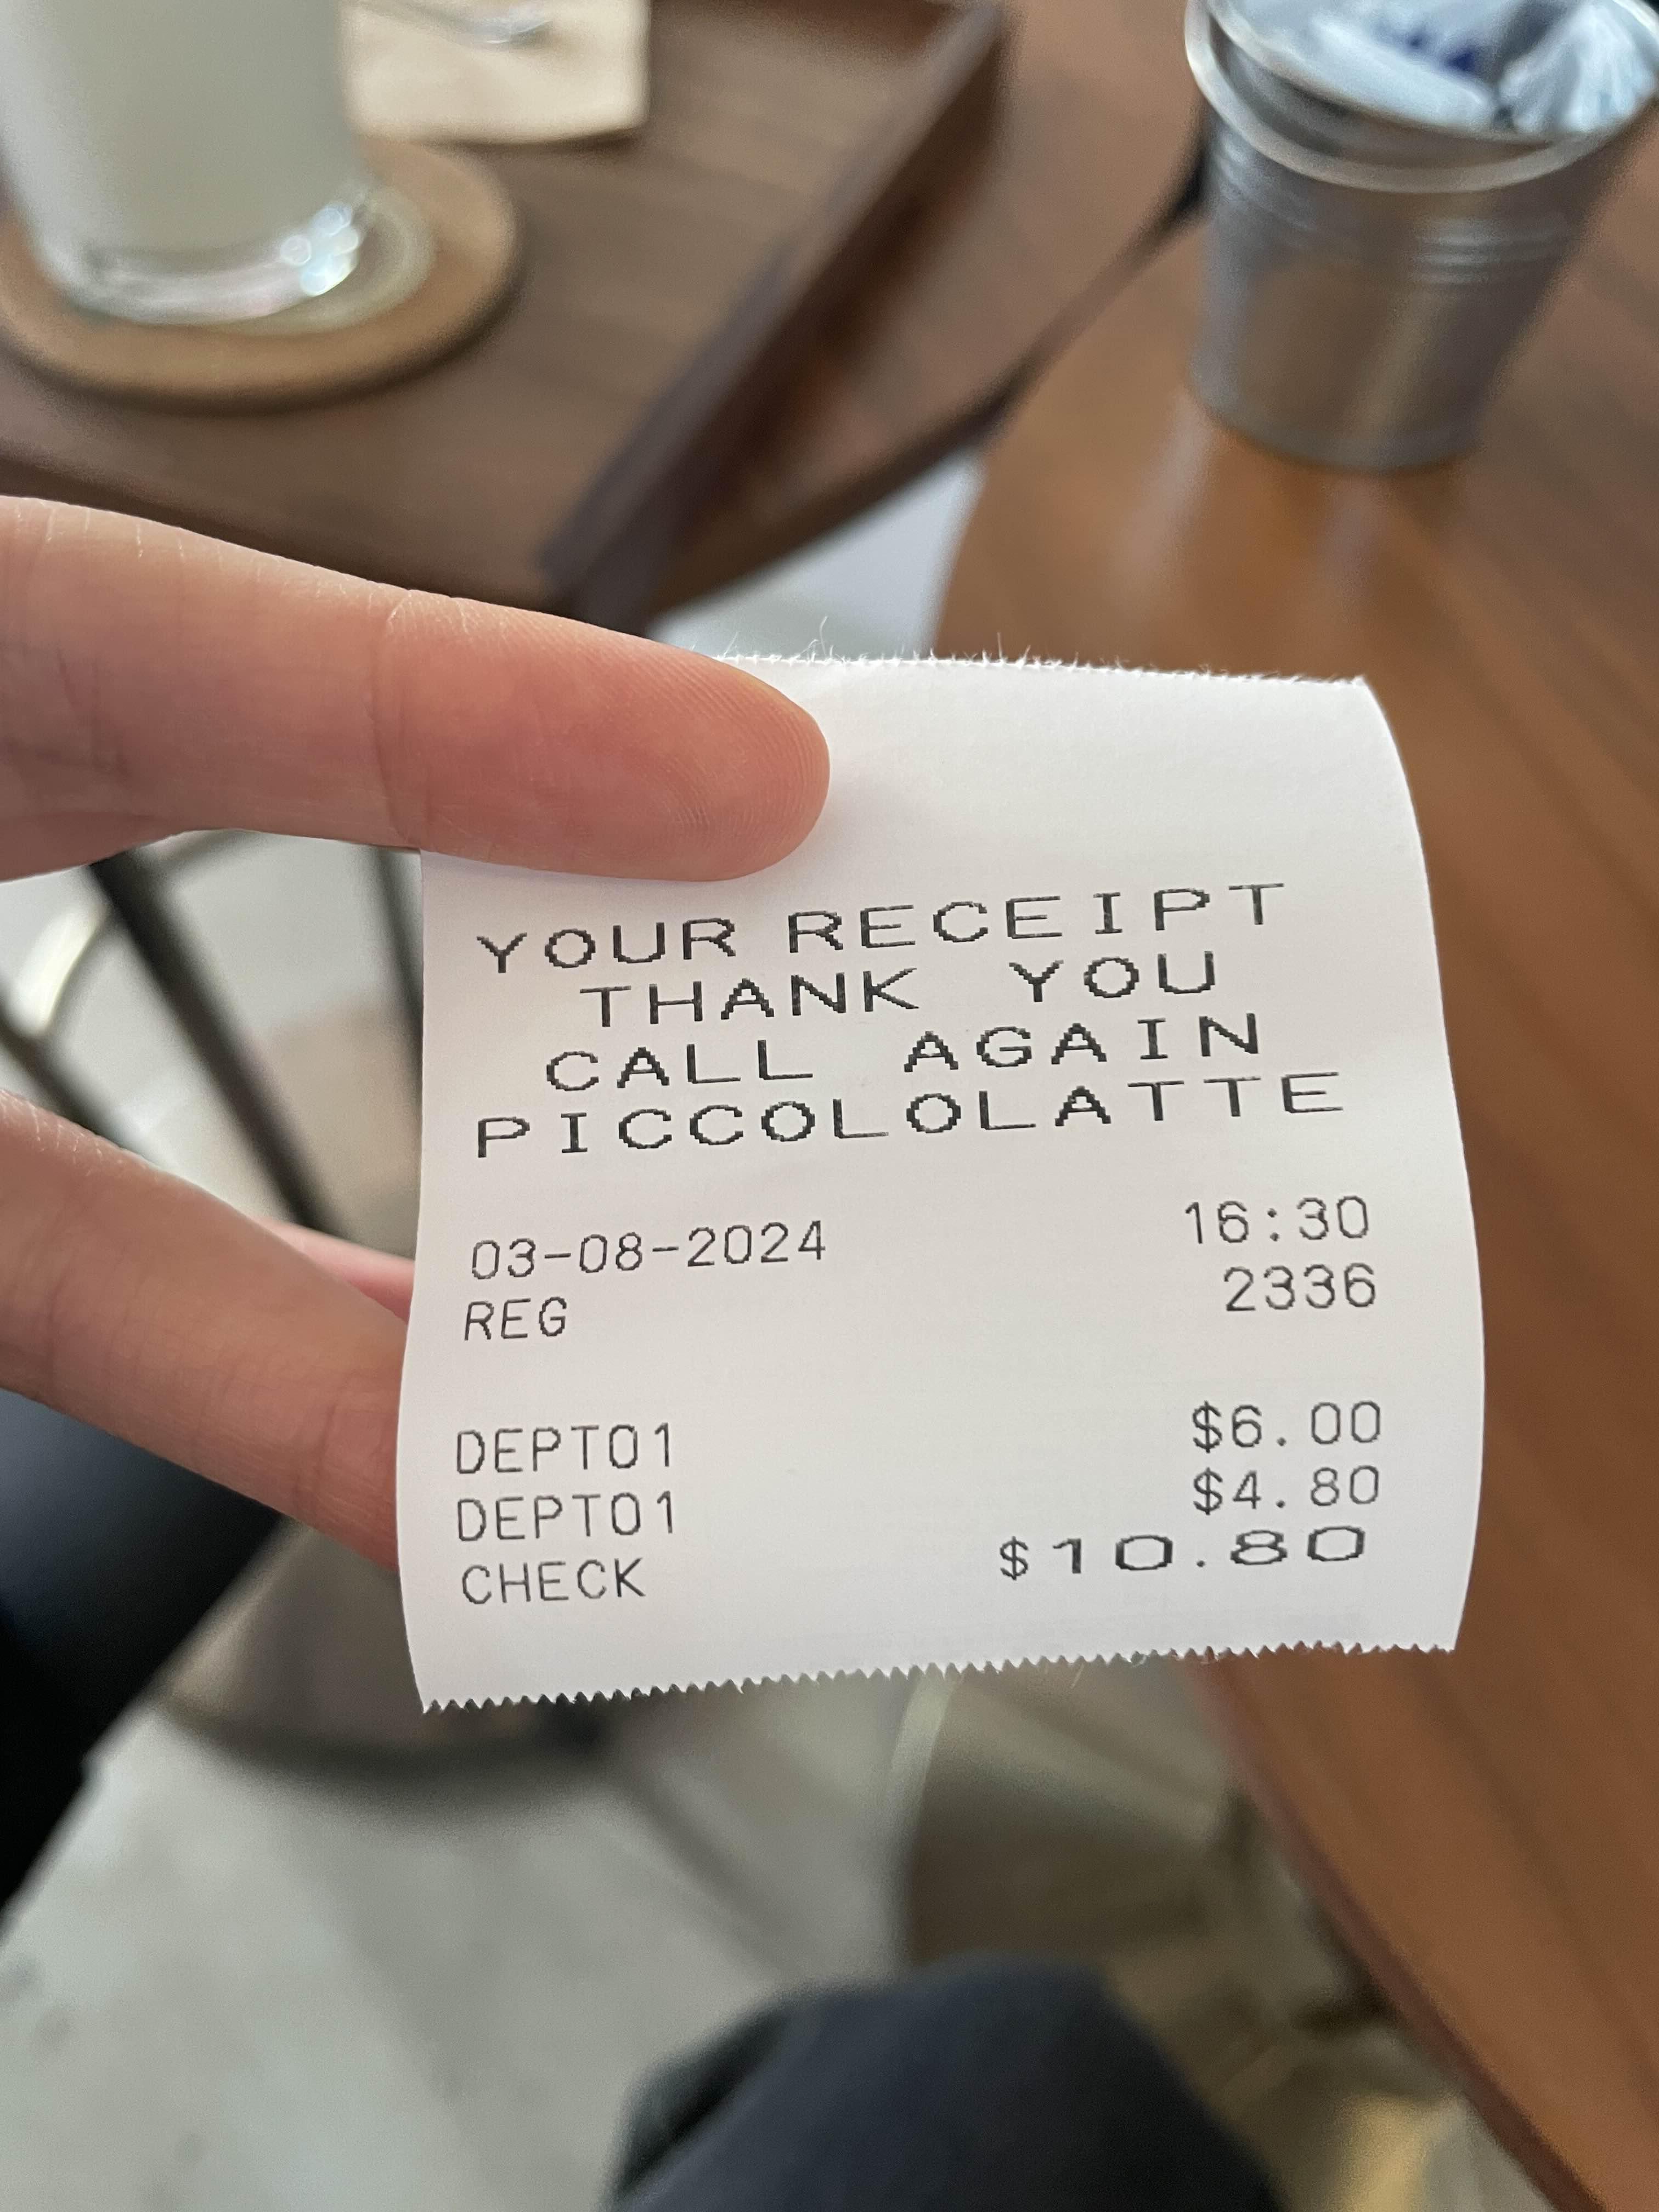 YOUR RECEIPT
THANK YOU
CALL AGAIN
PICCOLOLATTE
03-08-2024 16:30
REG 2336
DEPT01 $6.00
DEPT01 $4.80
CHECK $10.80